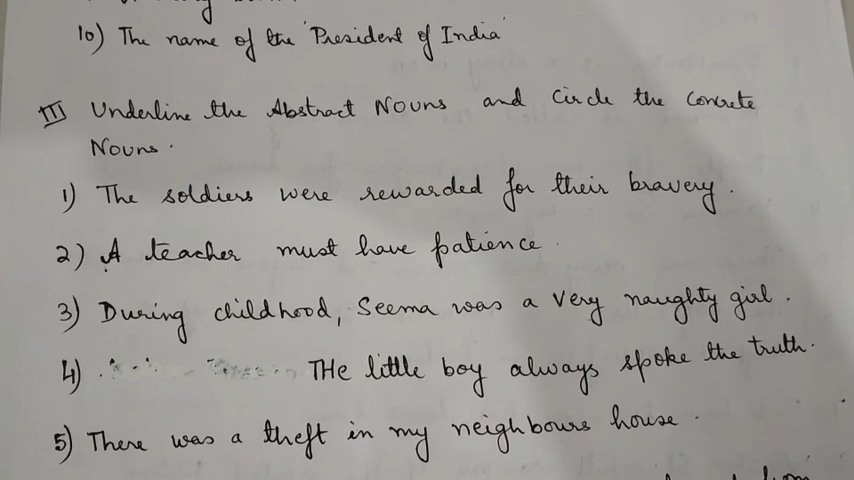 10) The name of the 'President of India'
III Underline the Abstract Nouns and circle the Concrete
Nouns.
1) The soldiers were rewarded for their bravery.
2) A teacher must have patience.
3) During childhood, Seema was a very naughty girl.
4) THe little boy always spoke the truth.
5) There was a theft in my neighbours house.